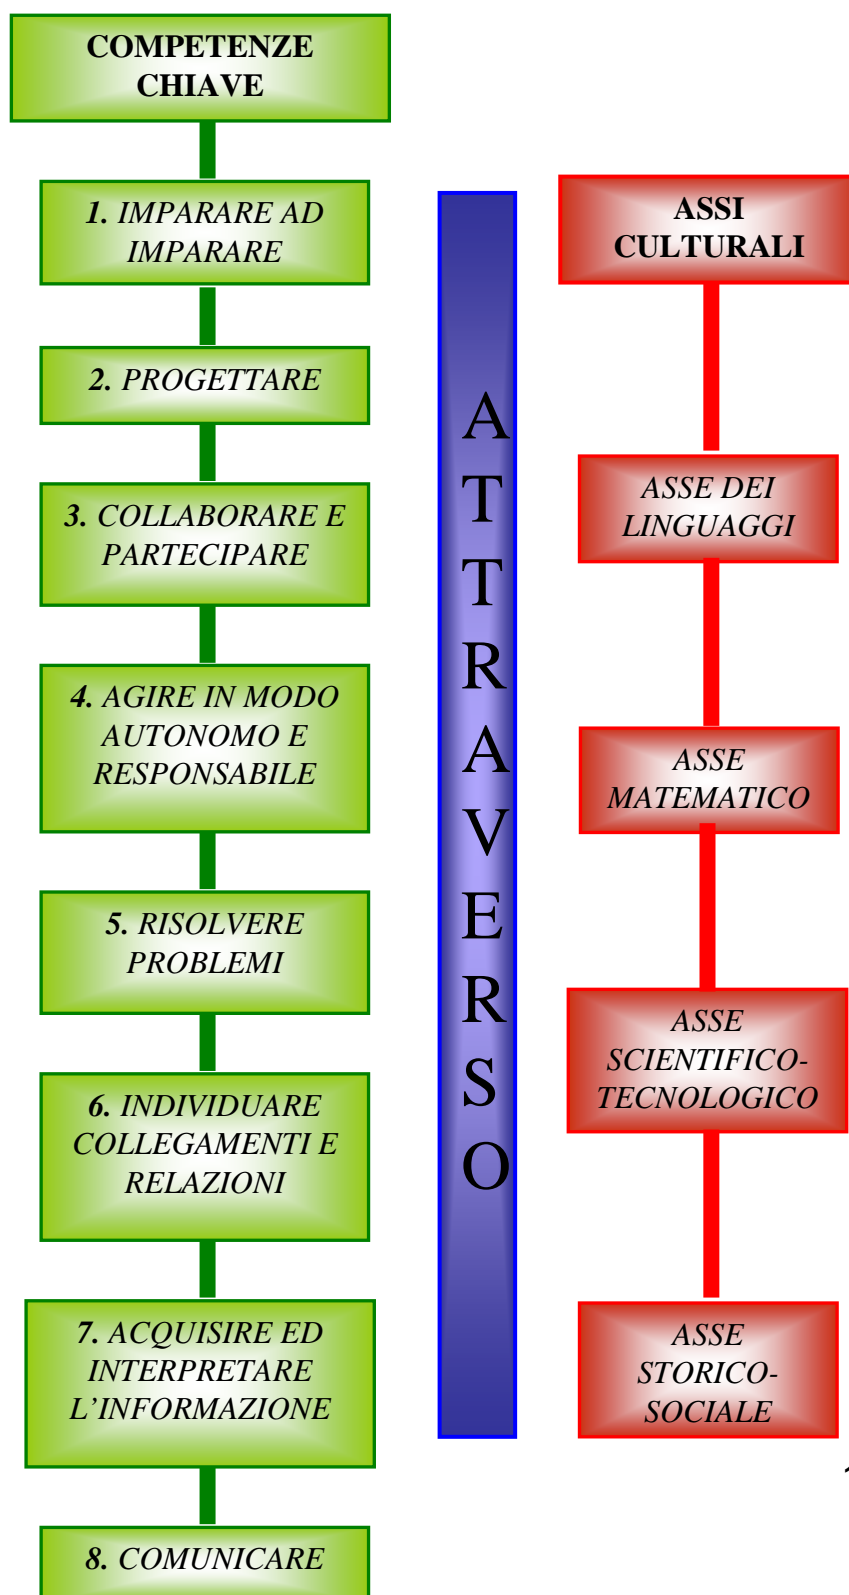 COMPETENZE
CHIAVE
1. IMPARARE AD
IMPARARE
2. PROGETTARE
3. COLLABORARE E
PARTECIPARE
4. AGIRE IN MODO
AUTONOMO E
RESPONSABILE
5. RISOLVERE
PROBLEMI
6. INDIVIDUARE
COLLEGAMENTI E
RELAZIONI
7. ACQUISIRE ED
INTERPRETARE
L’INFORMAZIONE
8. COMUNICARE
A
T
T
R
A
V
E
R
S
O
ASSI
CULTURALI
ASSE DEI
LINGUAGGI
ASSE
MATEMATICO
ASSE
SCIENTIFICO-
TECNOLOGICO
ASSE
STORICO-
SOCIALE